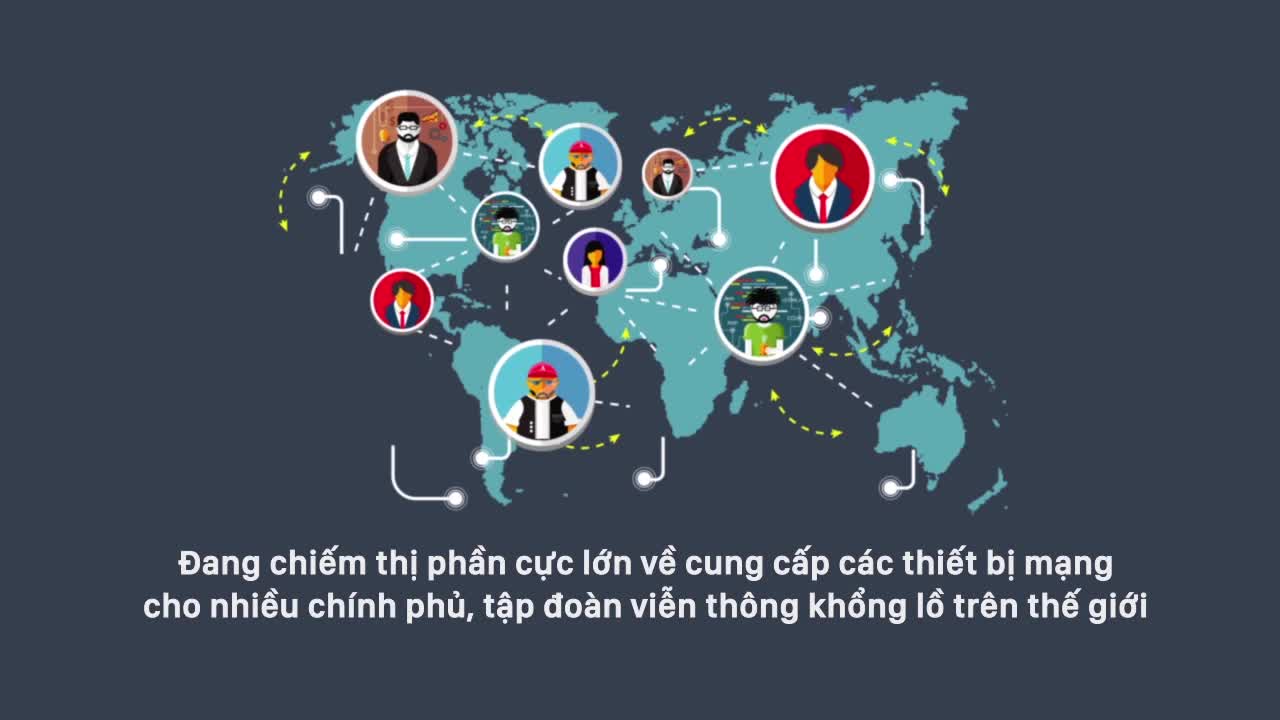 Đang chiếm thị phần cực lớn về cung cấp các thiết bị mạng
cho nhiều chính phủ, tập đoàn viễn thông khổng lồ trên thế giới